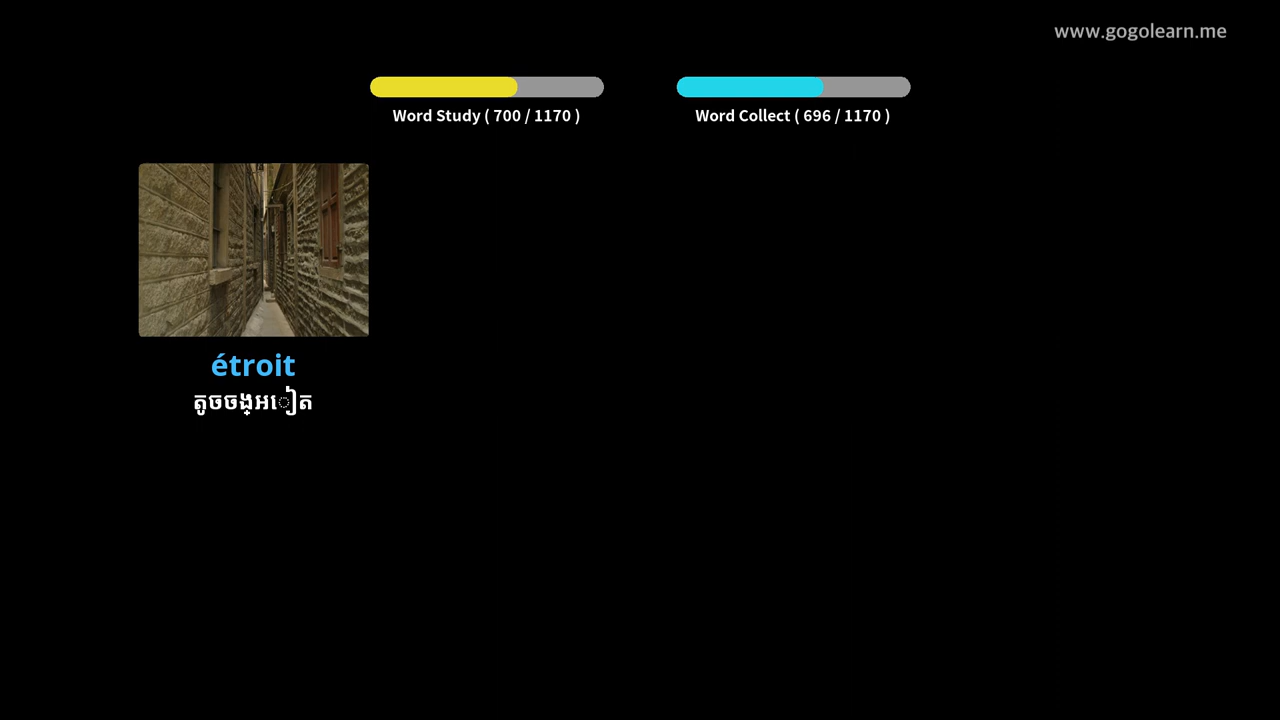 www.gogolearn.me
Word Study ( 700 / 1170 )
Word Collect ( 696 / 1170 )
étroit
តូចចង្អៀត